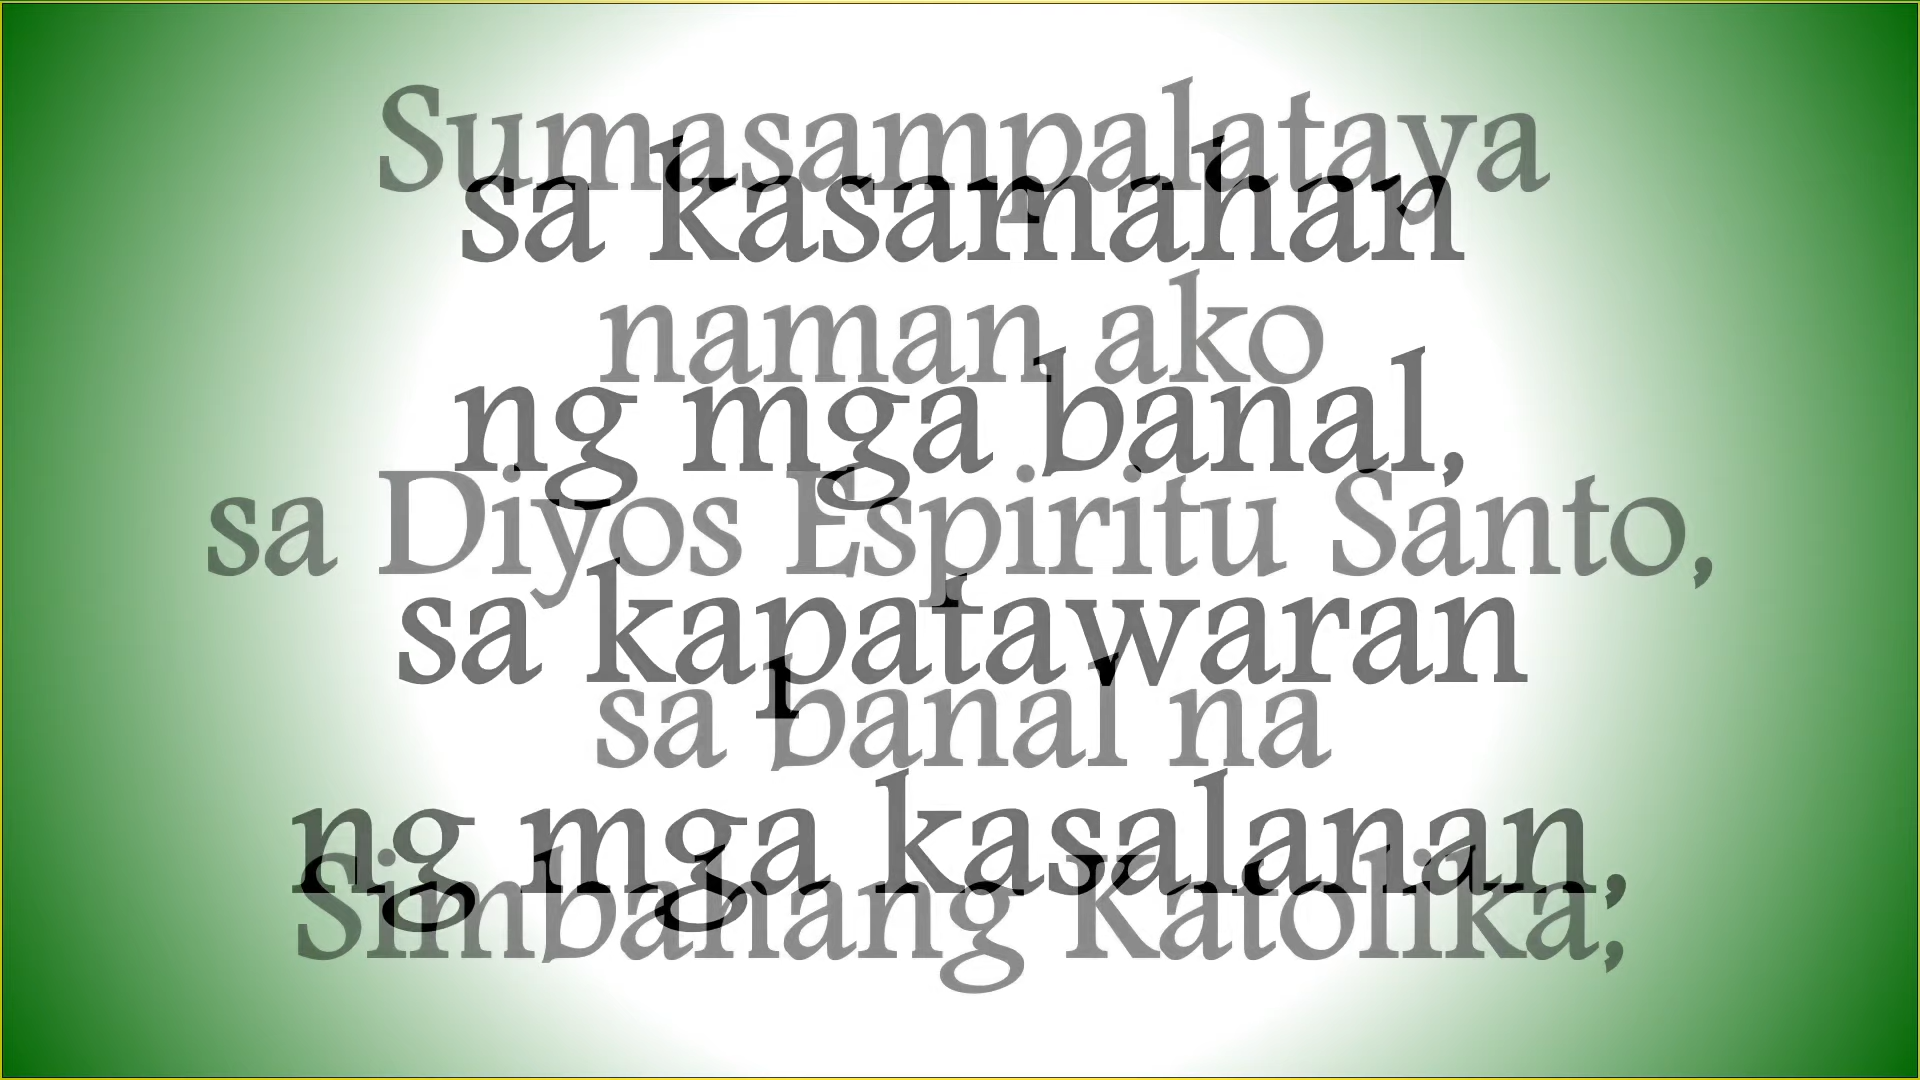 Sumasampalataya
naman ako
sa Diyos Espiritu Santo,
sa banal na
Simbahang Katolika,
sa kasamahan
ng mga banal,
sa kapatawaran
ng mga kasalanan,